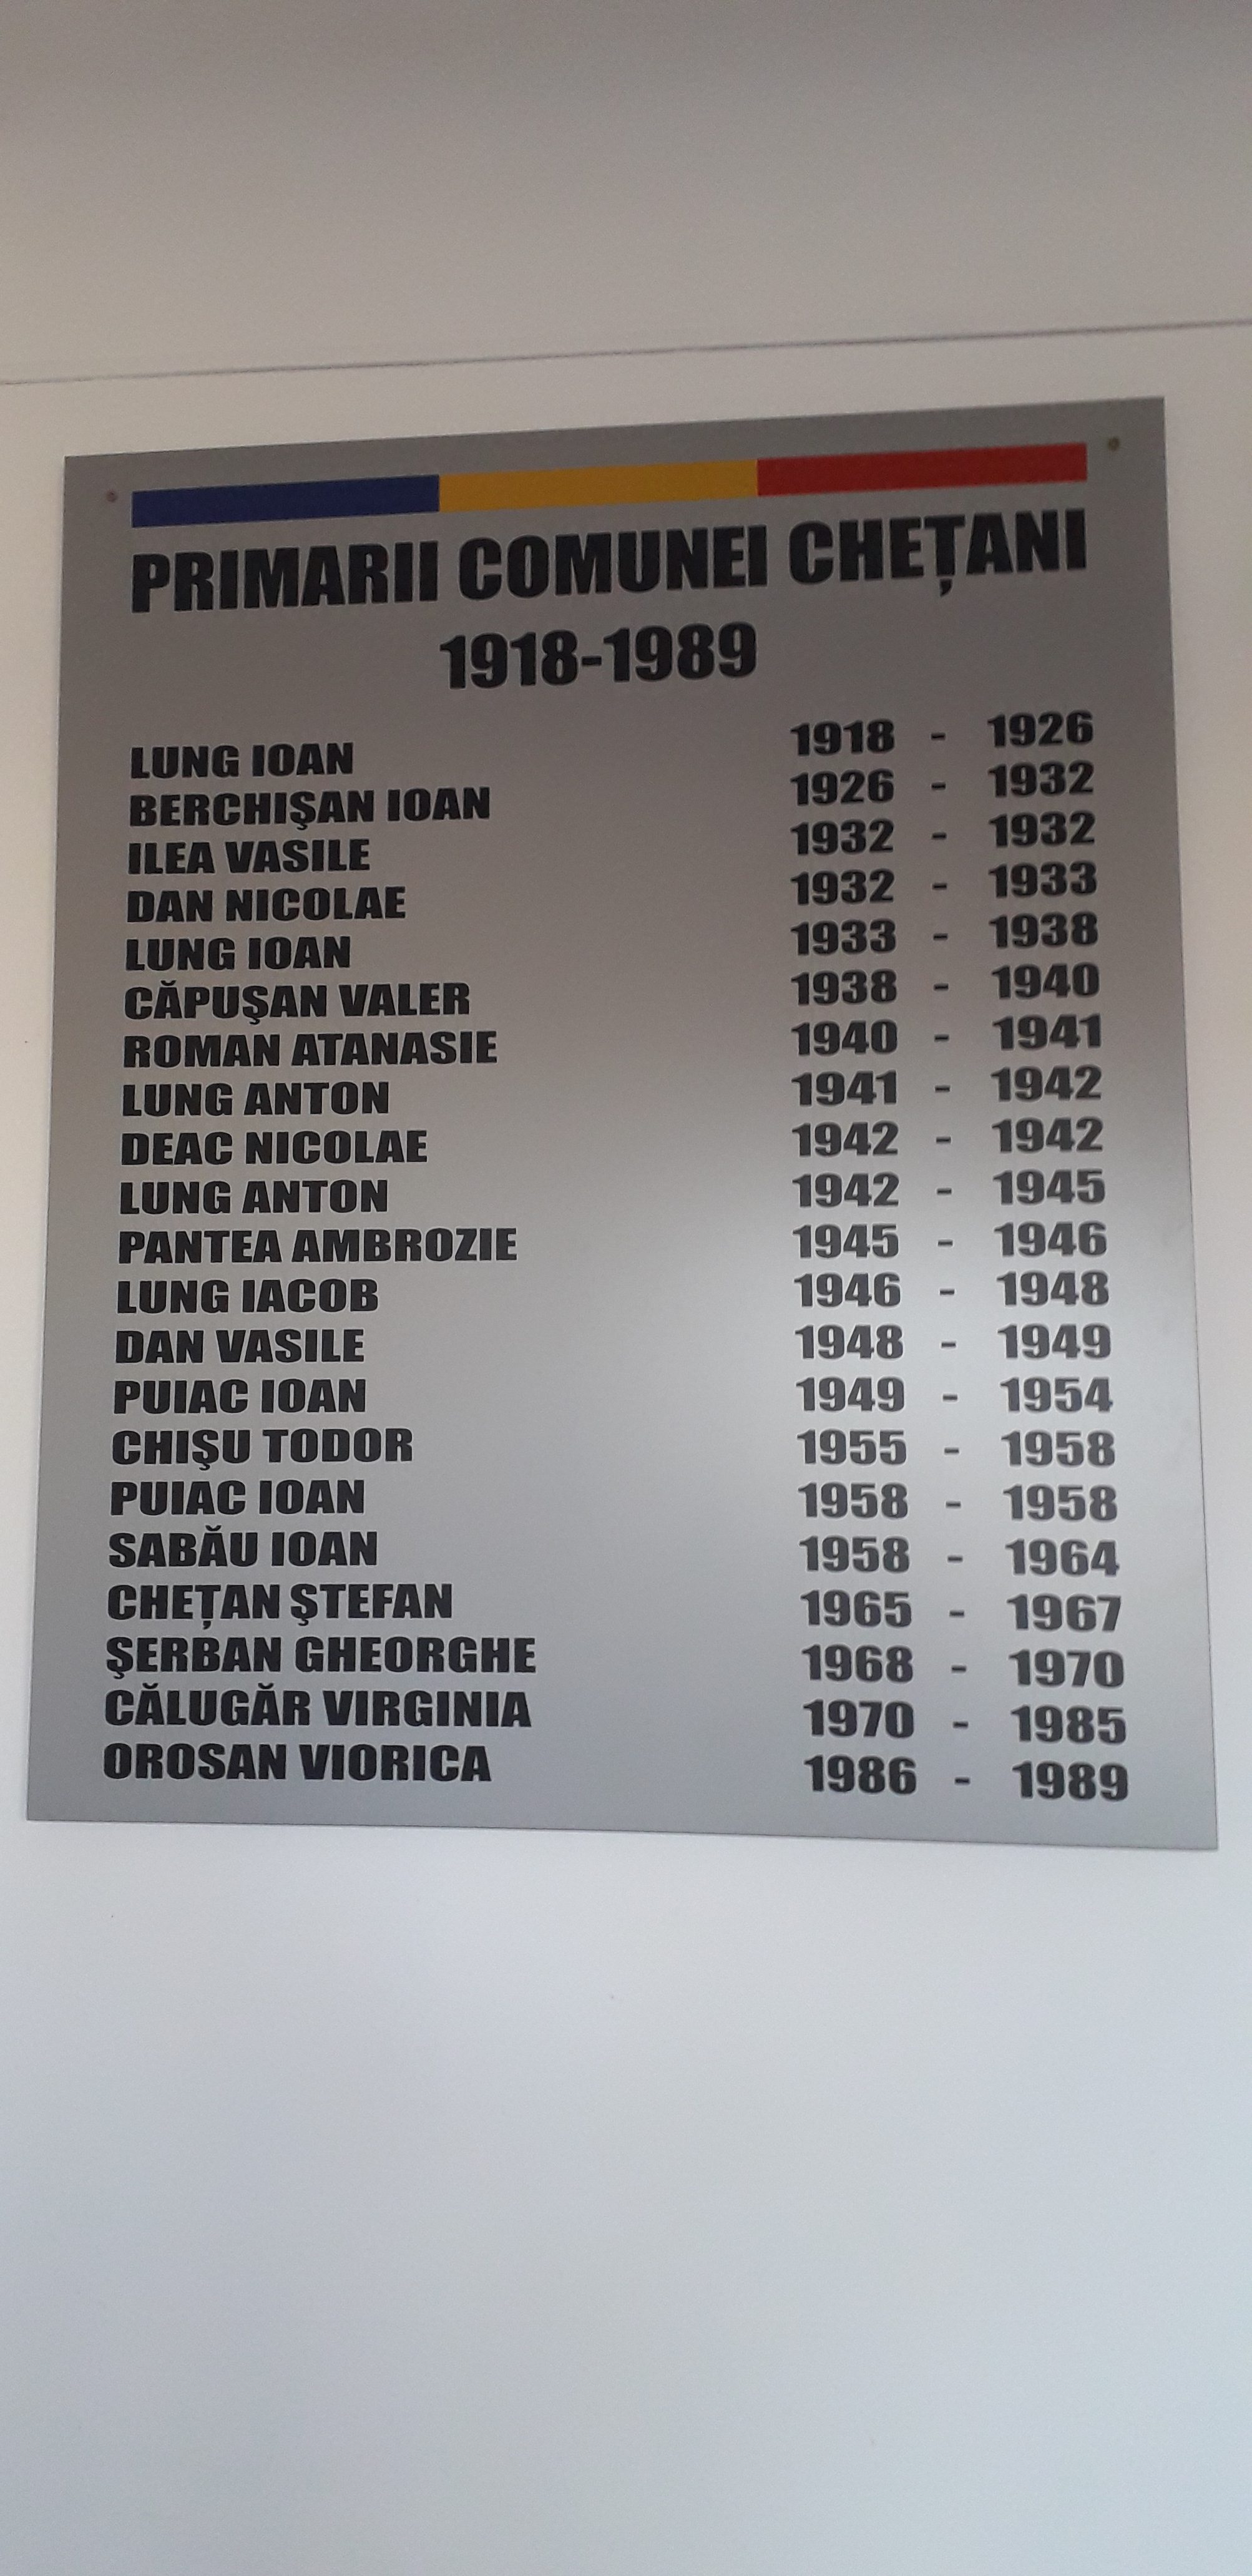 PRIMARII COMUNEI CHEȚANI
1918-1989
LUNG IOAN 1918 - 1926
BERCHIŞAN IOAN 1926 - 1932
ILEA VASILE 1932 - 1932
DAN NICOLAE 1932 - 1933
LUNG IOAN 1933 - 1938
CĂPUŞAN VALER 1938 - 1940
ROMAN ATANASIE 1940 - 1941
LUNG ANTON 1941 - 1942
DEAC NICOLAE 1942 - 1942
LUNG ANTON 1942 - 1945
PANTEA AMBROZIE 1945 - 1946
LUNG IACOB 1946 - 1948
DAN VASILE 1948 - 1949
PUIAC IOAN 1949 - 1954
CHIŞU TODOR 1955 - 1958
PUIAC IOAN 1958 - 1958
SABĂU IOAN 1958 - 1964
CHEȚAN ŞTEFAN 1965 - 1967
ŞERBAN GHEORGHE 1968 - 1970
CĂLUGĂR VIRGINIA 1970 - 1985
OROSAN VIORICA 1986 - 1989